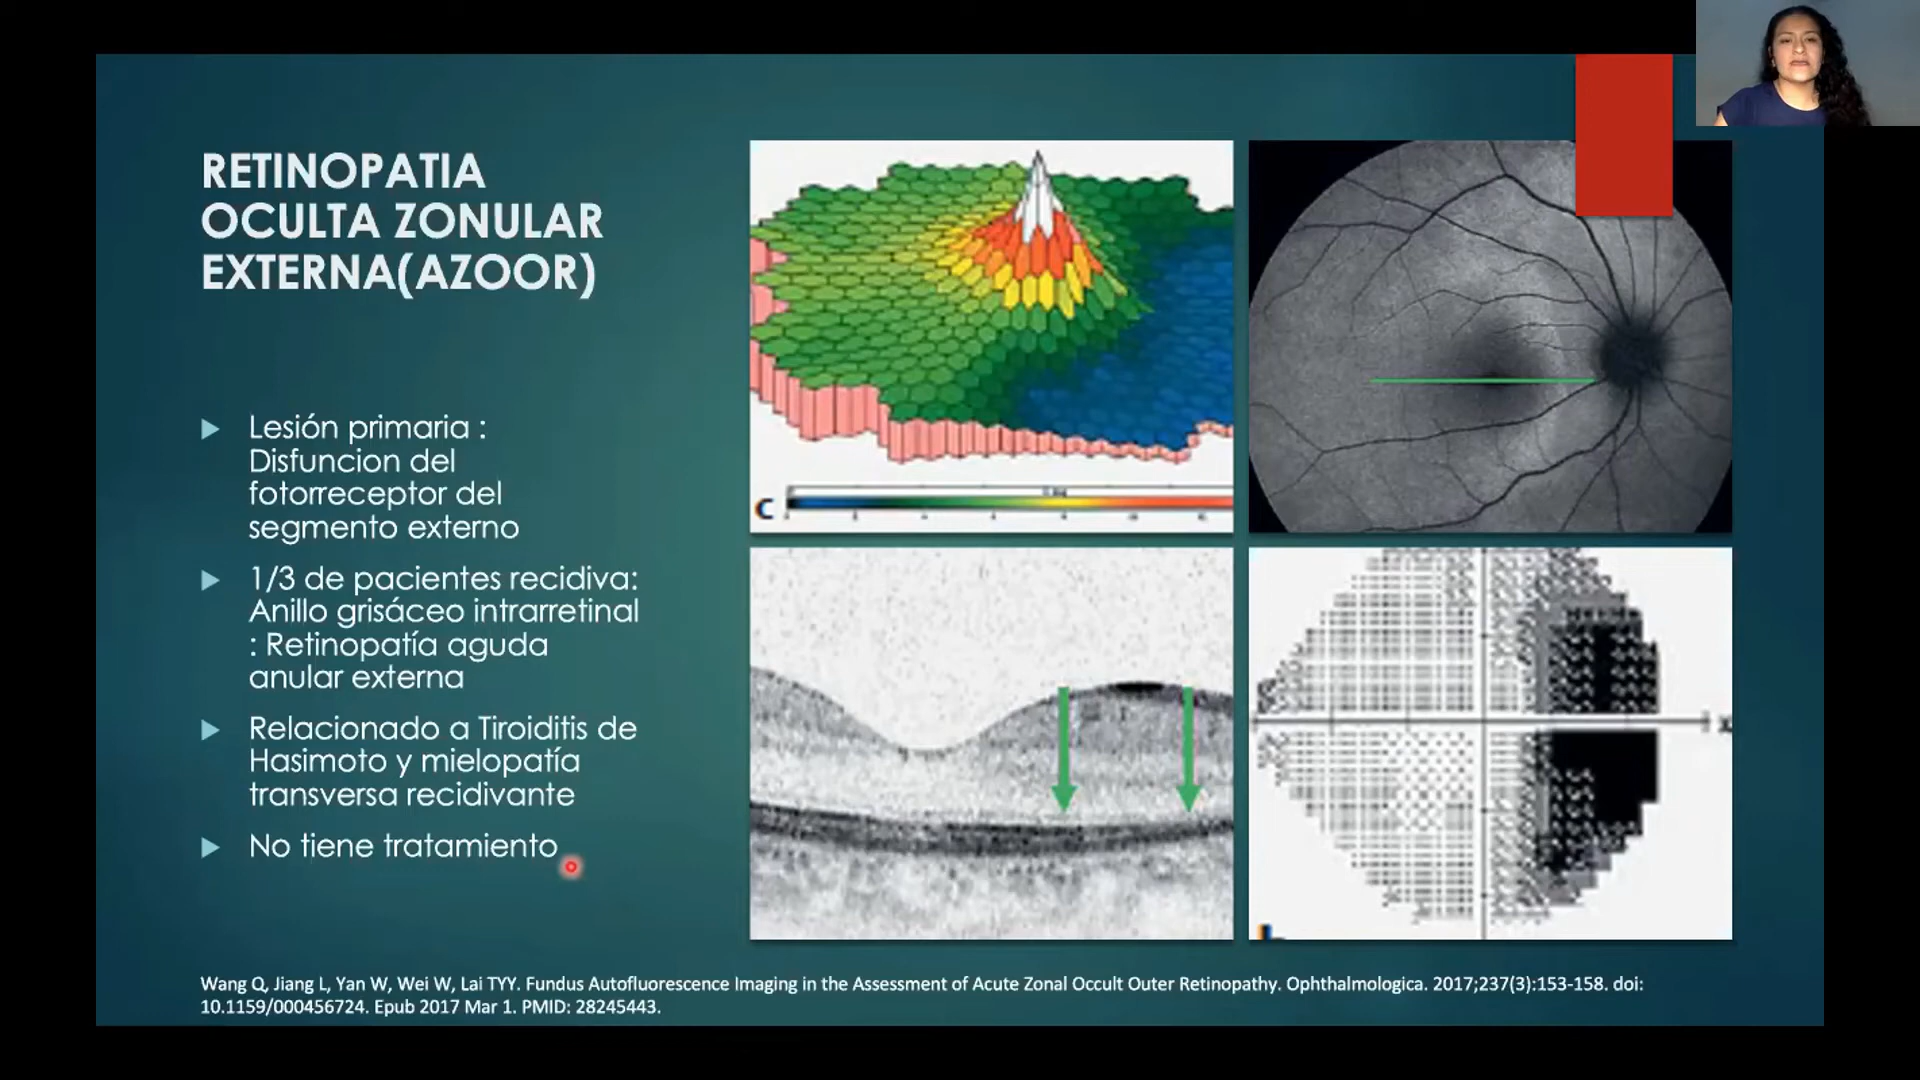 RETINOPATIA
OCULTA ZONULAR
EXTERNA(AZOOR)
Lesión primaria :
Disfuncion del
fotorreceptor del
segmento externo
1/3 de pacientes recidiva:
Anillo grisáceo intrarretinal
: Retinopatía aguda
anular externa
Relacionado a Tiroiditis de
Hasimoto y mielopatía
transversa recidivante
No tiene tratamiento
C
Wang Q, Jiang L, Yan W, Wei W, Lai TYY. Fundus Autofluorescence Imaging in the Assessment of Acute Zonal Occult Outer Retinopathy. Ophthalmologica. 2017;237(3):153-158. doi:
10.1159/000456724. Epub 2017 Mar 1. PMID: 28245443.